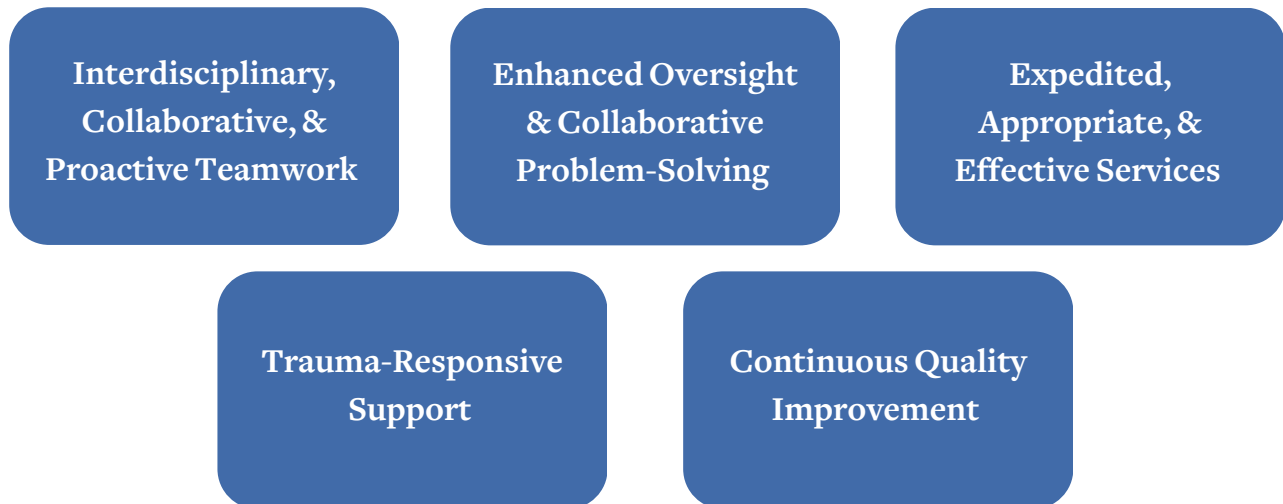 Interdisciplinary,
Collaborative, &
Proactive Teamwork
Enhanced Oversight
& Collaborative
Problem-Solving
Expedited,
Appropriate, &
Effective Services
Trauma-Responsive
Support
Continuous Quality
Improvement